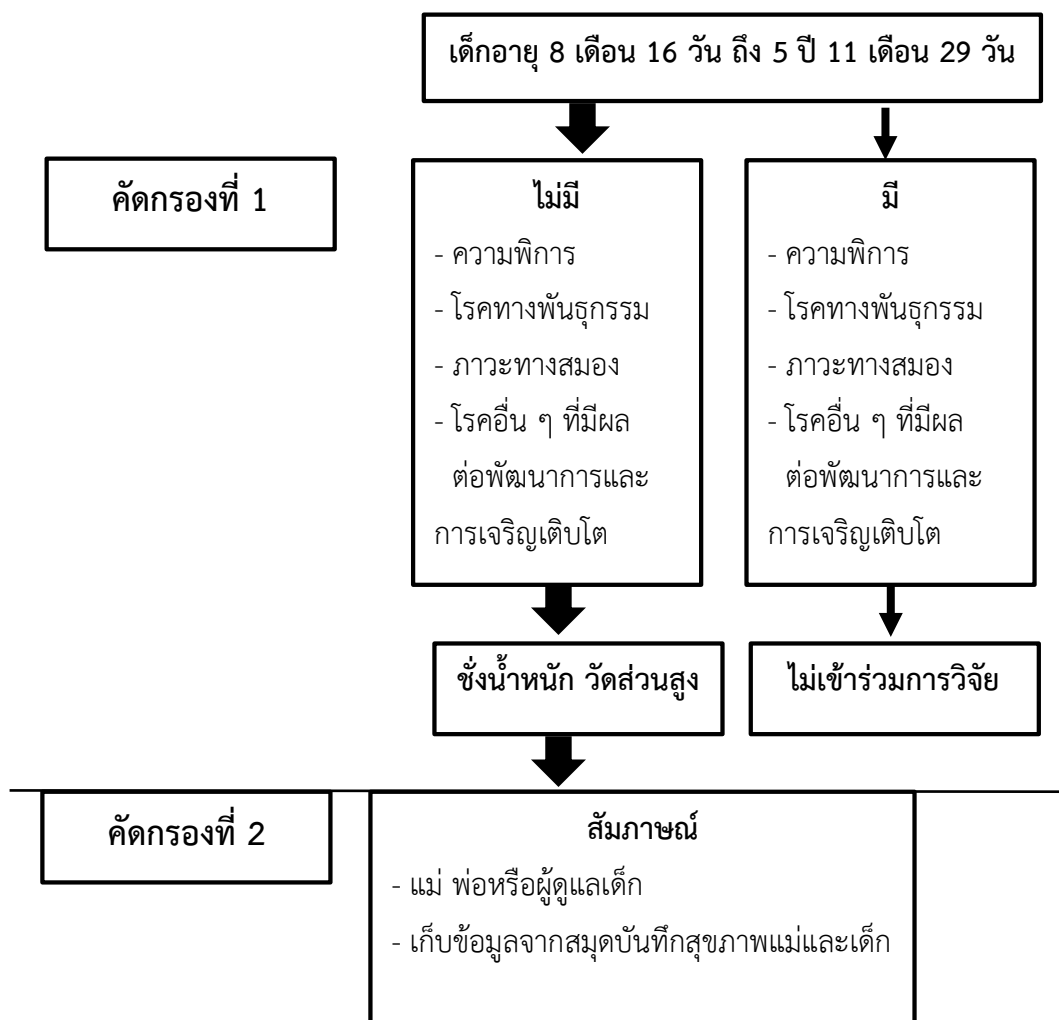 เด็กอายุ 8 เดือน 16 วัน ถึง 5 ปี 11 เดือน 29 วัน
คัดกรองที่ 1
ไม่มี
- ความพิการ
- โรคทางพันธุกรรม
- ภาวะทางสมอง
- โรคอื่น ๆ ที่มีผล
ต่อพัฒนาการและ
การเจริญเติบโต
มี
- ความพิการ
- โรคทางพันธุกรรม
- ภาวะทางสมอง
- โรคอื่น ๆ ที่มีผล
ต่อพัฒนาการและ
การเจริญเติบโต
ชั่งน้ำหนัก วัดส่วนสูง
ไม่เข้าร่วมการวิจัย
คัดกรองที่ 2
สัมภาษณ์
- แม่ พ่อหรือผู้ดูแลเด็ก
- เก็บข้อมูลจากสมุดบันทึกสุขภาพแม่และเด็ก